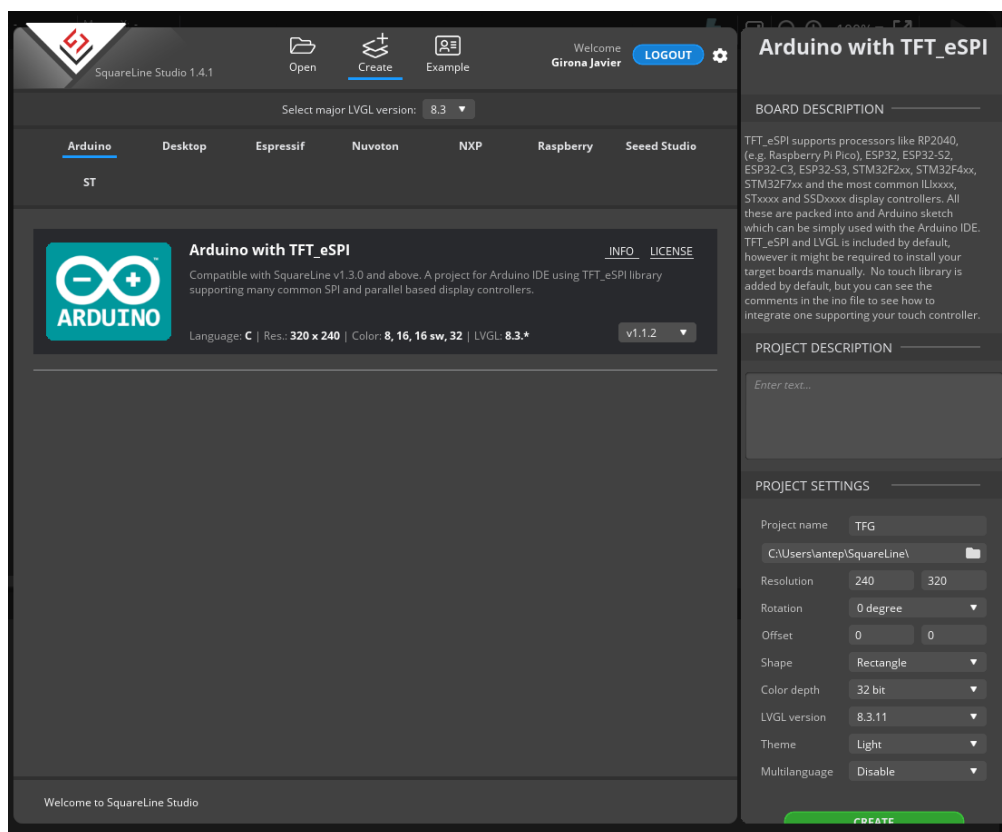 SquareLine Studio 1.4.1
Open
Create
Example
Welcome
Girona Javier
LOGOUT
Select major LVGL version: 8.3
Arduino Desktop Espressif Nuvoton NXP Raspberry Seeed Studio
ST
ARDUINO
Arduino with TFT_eSPI
INFO LICENSE
Compatible with SquareLine v1.3.0 and above. A project for Arduino IDE using TFT_eSPI library
supporting many common SPI and parallel based display controllers.
Language: C | Res.: 320 x 240 | Color: 8, 16, 16 sw, 32 | LVGL: 8.3.*
v1.1.2
Welcome to SquareLine Studio
Arduino with TFT_eSPI
BOARD DESCRIPTION
TFT_eSPI supports processors like RP2040,
(e.g. Raspberry Pi Pico), ESP32, ESP32-S2,
ESP32-C3, ESP32-S3, STM32F2xx, STM32F4xx,
STM32F7xx and the most common ILIxxxx,
STxxxx and SSDxxxx display controllers. All
these are packed into and Arduino sketch
which can be simply used with the Arduino IDE.
TFT_eSPI and LVGL is included by default,
however it might be required to install your
target boards manually. No touch library is
added by default, but you can see the
comments in the ino file to see how to
integrate one supporting your touch controller.
PROJECT DESCRIPTION
Enter text...
PROJECT SETTINGS
Project name TFG
C:\Users\antep\SquareLine\
Resolution 240 320
Rotation 0 degree
Offset 0 0
Shape Rectangle
Color depth 32 bit
LVGL version 8.3.11
Theme Light
Multilanguage Disable
CREATE